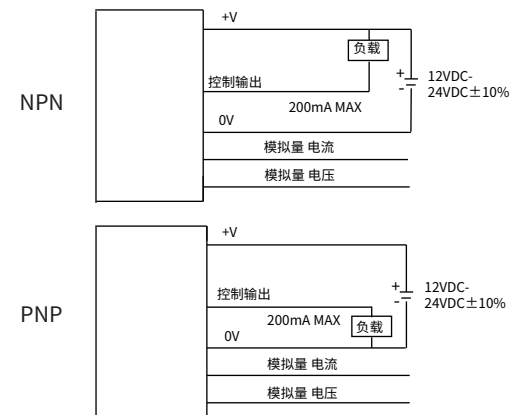 +V
负载
控制输出
+
-
12VDC-
24VDC±10%
NPN
200mA MAX
0V
模拟量 电流
模拟量 电压
+V
控制输出
+
-
12VDC-
24VDC±10%
PNP
200mA MAX
负载
0V
模拟量 电流
模拟量 电压